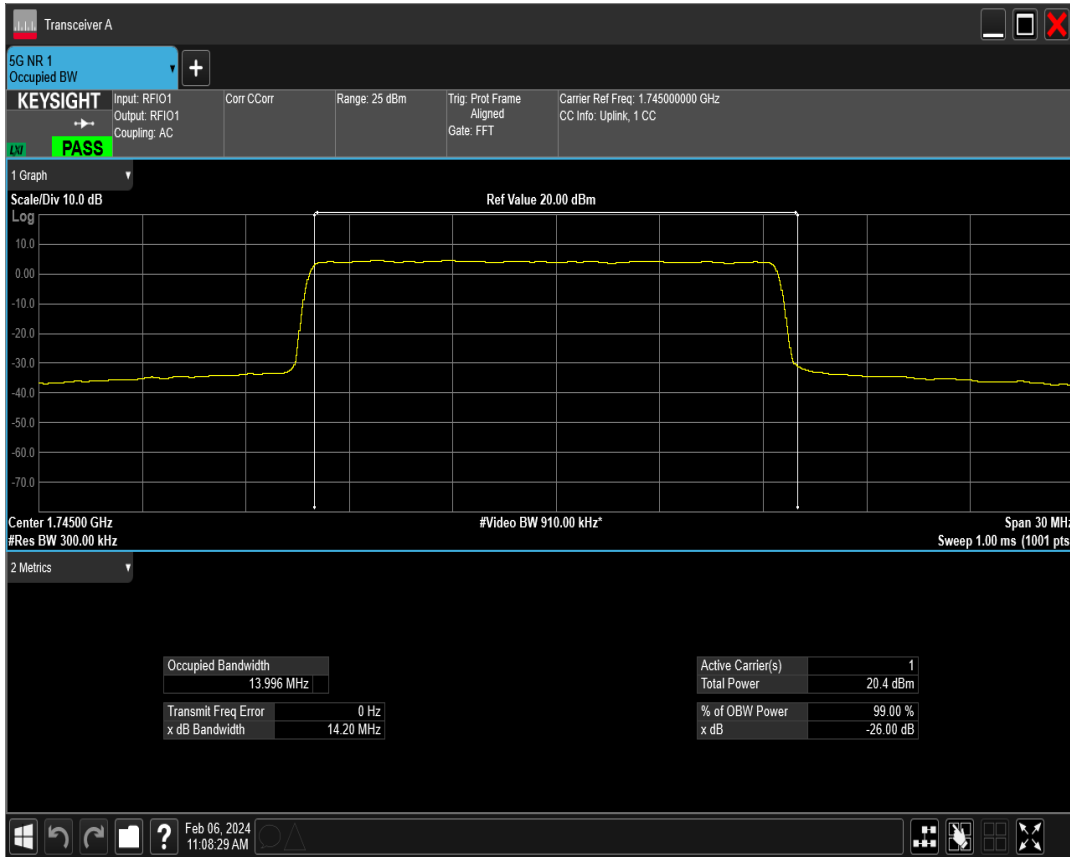 Transceiver A
5G NR 1
Occupied BW
KEYSIGHT
LXI
PASS
Input: RFIO1
Output: RFIO1
Coupling: AC
Corr CCorr
Range: 25 dBm
Trig: Prot Frame
Aligned
Gate: FFT
Carrier Ref Freq: 1.745000000 GHz
CC Info: Uplink, 1 CC
1 Graph
Scale/Div 10.0 dB
Ref Value 20.00 dBm
Log
10.0
0.00
-10.0
-20.0
-30.0
-40.0
-50.0
-60.0
-70.0
Center 1.74500 GHz
#Video BW 910.00 kHz*
Span 30 MHz
#Res BW 300.00 kHz
Sweep 1.00 ms (1001 pts
2 Metrics
Occupied Bandwidth
13.996 MHz
Transmit Freq Error 0 Hz
x dB Bandwidth 14.20 MHz
Active Carrier(s) 1
Total Power 20.4 dBm
% of OBW Power 99.00 %
x dB -26.00 dB
?
Feb 06, 2024
11:08:29 AM